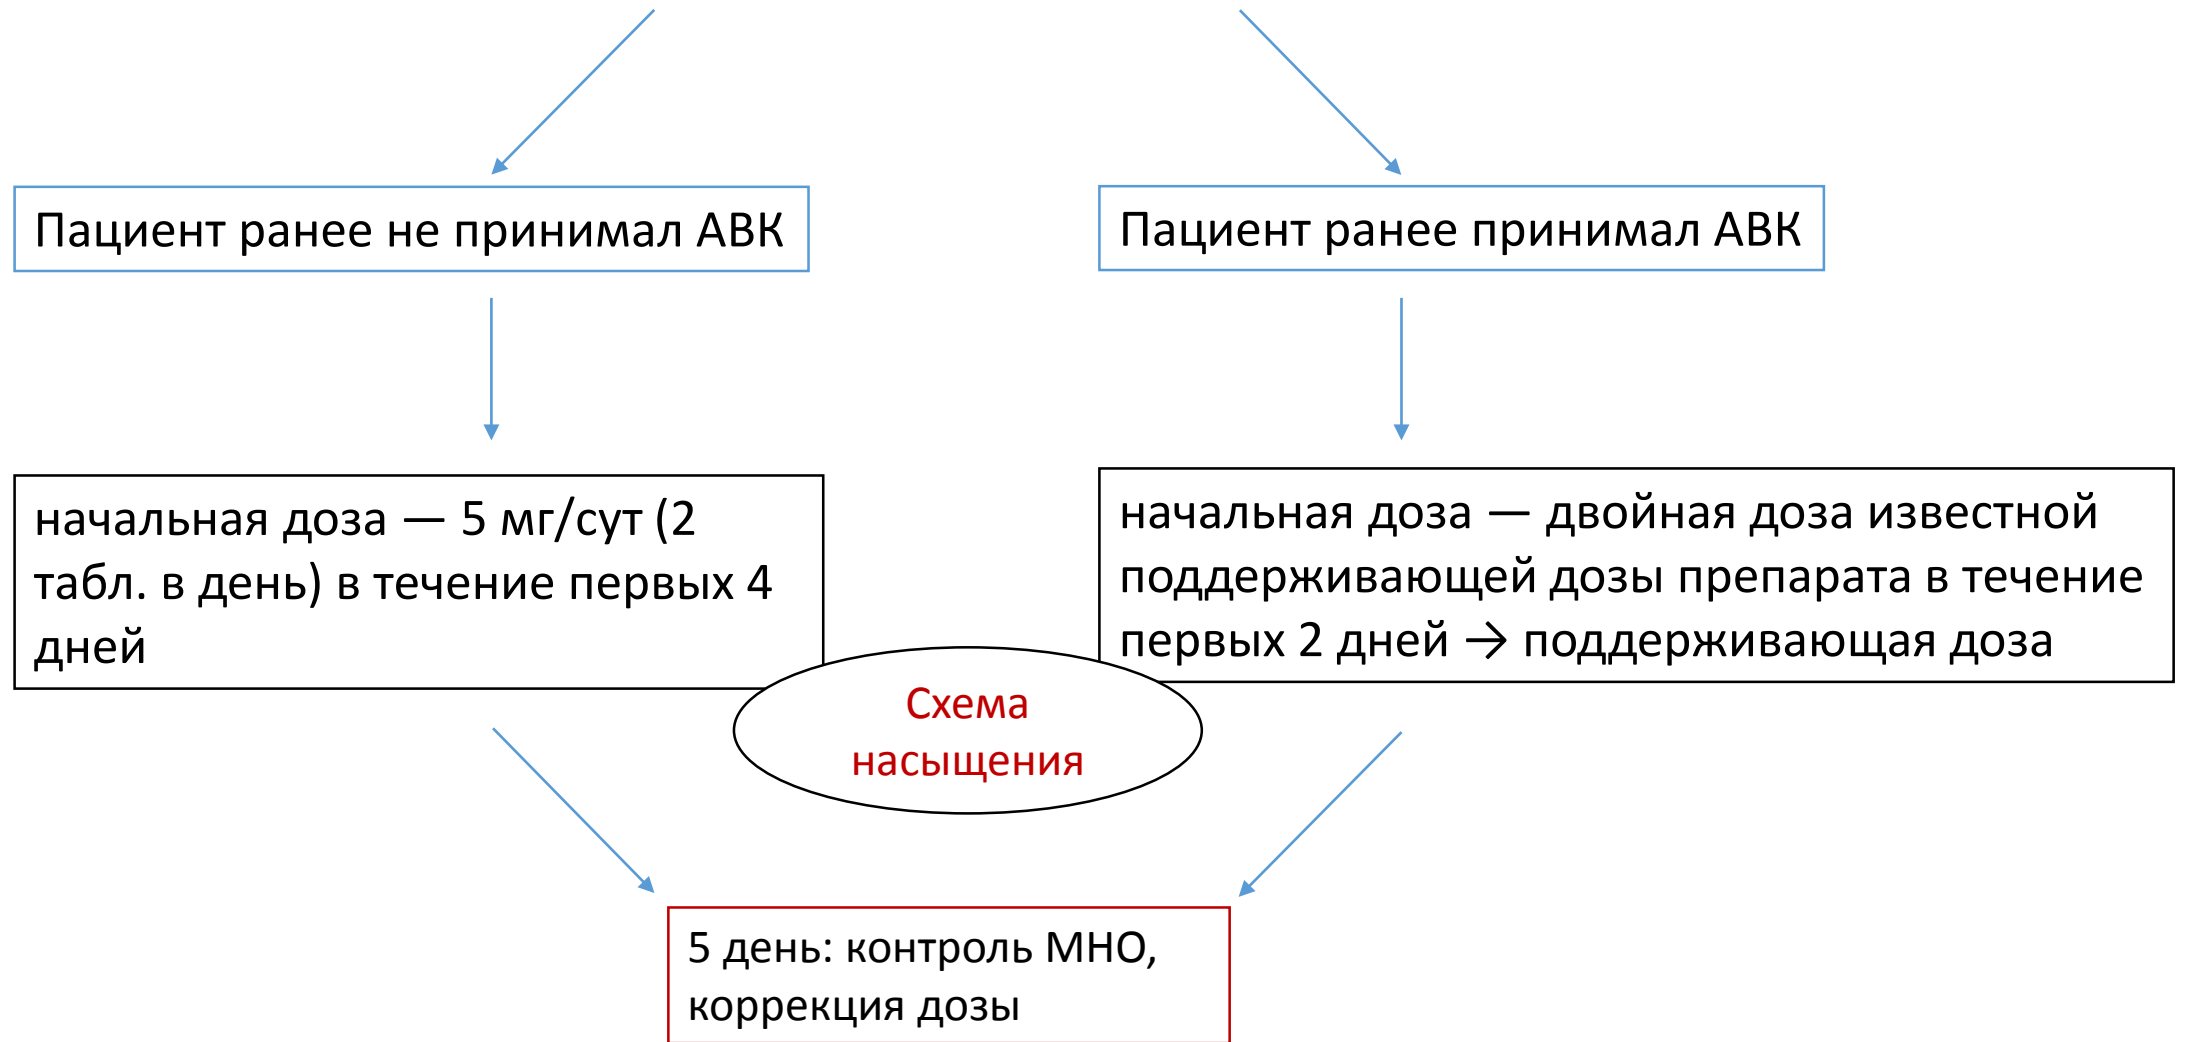 Пациент ранее не принимал АВК
Пациент ранее принимал АВК
начальная доза — 5 мг/сут (2
табл. в день) в течение первых 4
дней
начальная доза — двойная доза известной
поддерживающей дозы препарата в течение
первых 2 дней → поддерживающая доза
Схема
насыщения
5 день: контроль МНО,
коррекция дозы